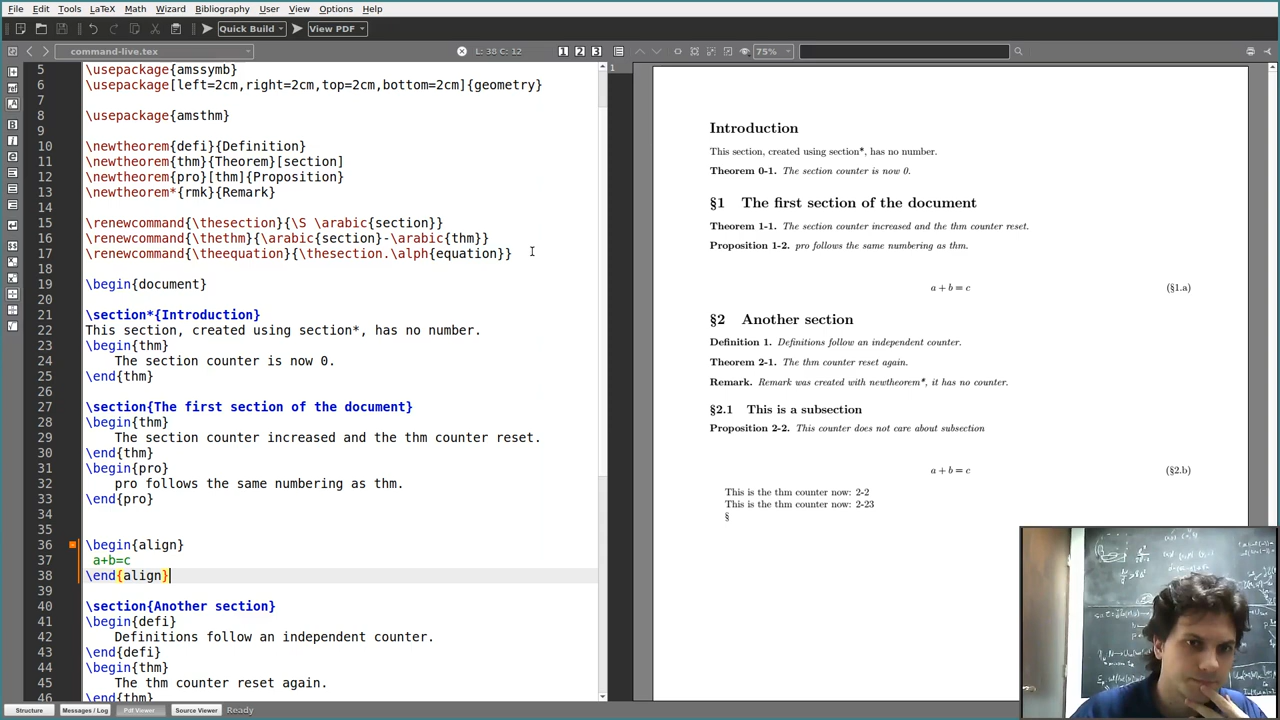 File Edit Tools LaTeX Math Wizard Bibliography User View Options Help
Quick Build View PDF
command-live.tex L: 38 C: 12 1 2 3 75%
5 \usepackage{amssymb}
6 \usepackage[left=2cm,right=2cm,top=2cm,bottom=2cm]{geometry}
7
8 \usepackage{amsthm}
9
10 \newtheorem{defi}{Definition}
11 \newtheorem{thm}{Theorem}[section]
12 \newtheorem{pro}[thm]{Proposition}
13 \newtheorem*{rmk}{Remark}
14
15 \renewcommand{\thesection}{\S \arabic{section}}
16 \renewcommand{\thethm}{\arabic{section}-\arabic{thm}}
17 \renewcommand{\theequation}{\thesection.\alph{equation}}
18
19 \begin{document}
20
21 \section*{Introduction}
22 This section, created using section*, has no number.
23 \begin{thm}
24 The section counter is now 0.
25 \end{thm}
26
27 \section{The first section of the document}
28 \begin{thm}
29 The section counter increased and the thm counter reset.
30 \end{thm}
31 \begin{pro}
32 pro follows the same numbering as thm.
33 \end{pro}
34
35
36 \begin{align}
37 a+b=c
38 \end{align}
39
40 \section{Another section}
41 \begin{defi}
42 Definitions follow an independent counter.
43 \end{defi}
44 \begin{thm}
45 The thm counter reset again.
46 \end{thm}
1
Introduction
This section, created using section*, has no number.
Theorem 0-1. The section counter is now 0.
§1 The first section of the document
Theorem 1-1. The section counter increased and the thm counter reset.
Proposition 1-2. pro follows the same numbering as thm.
a + b = c (§1.a)
§2 Another section
Definition 1. Definitions follow an independent counter.
Theorem 2-1. The thm counter reset again.
Remark. Remark was created with newtheorem*, it has no counter.
§2.1 This is a subsection
Proposition 2-2. This counter does not care about subsection
a + b = c (§2.b)
This is the thm counter now: 2-2
This is the thm counter now: 2-23
§
Structure Messages / Log Pdf Viewer Source Viewer Ready